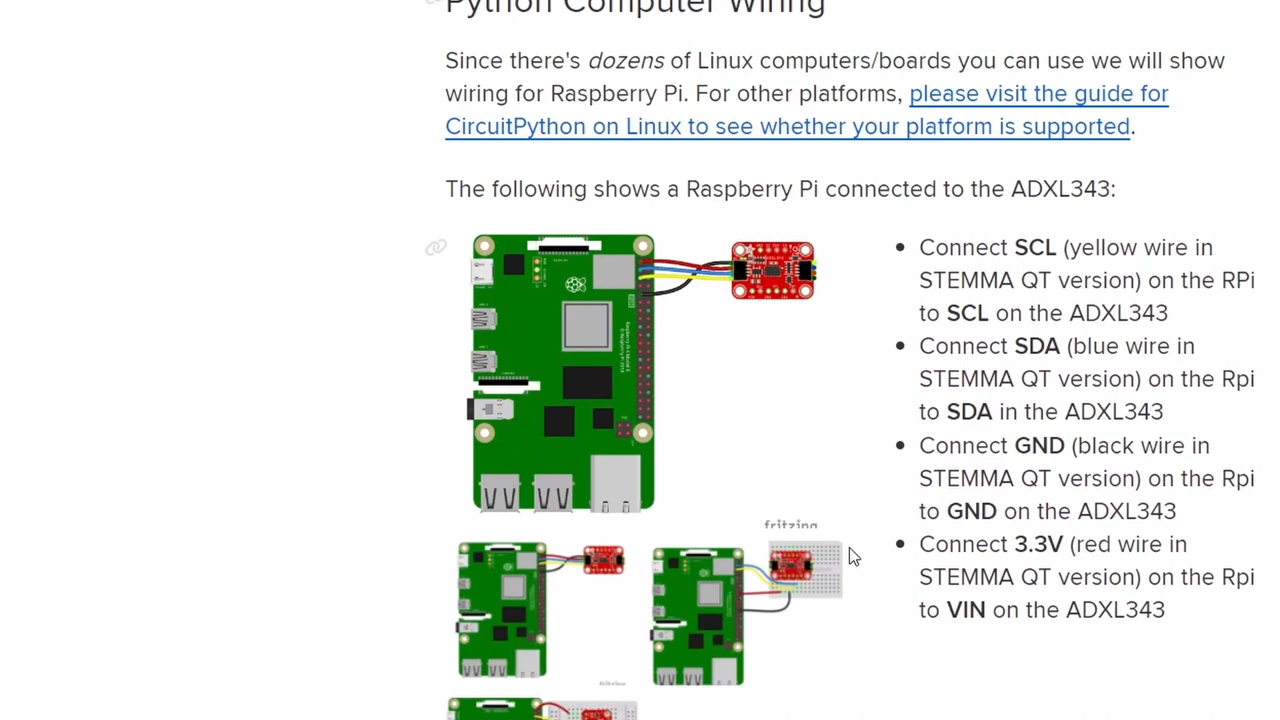 Python Computer Wiring
Since there's dozens of Linux computers/boards you can use we will show
wiring for Raspberry Pi. For other platforms, please visit the guide for
CircuitPython on Linux to see whether your platform is supported.
The following shows a Raspberry Pi connected to the ADXL343:
fritzing
fritzing
• Connect SCL (yellow wire in
STEMMA QT version) on the RPi
to SCL on the ADXL343
• Connect SDA (blue wire in
STEMMA QT version) on the Rpi
to SDA in the ADXL343
• Connect GND (black wire in
STEMMA QT version) on the Rpi
to GND on the ADXL343
• Connect 3.3V (red wire in
STEMMA QT version) on the Rpi
to VIN on the ADXL343